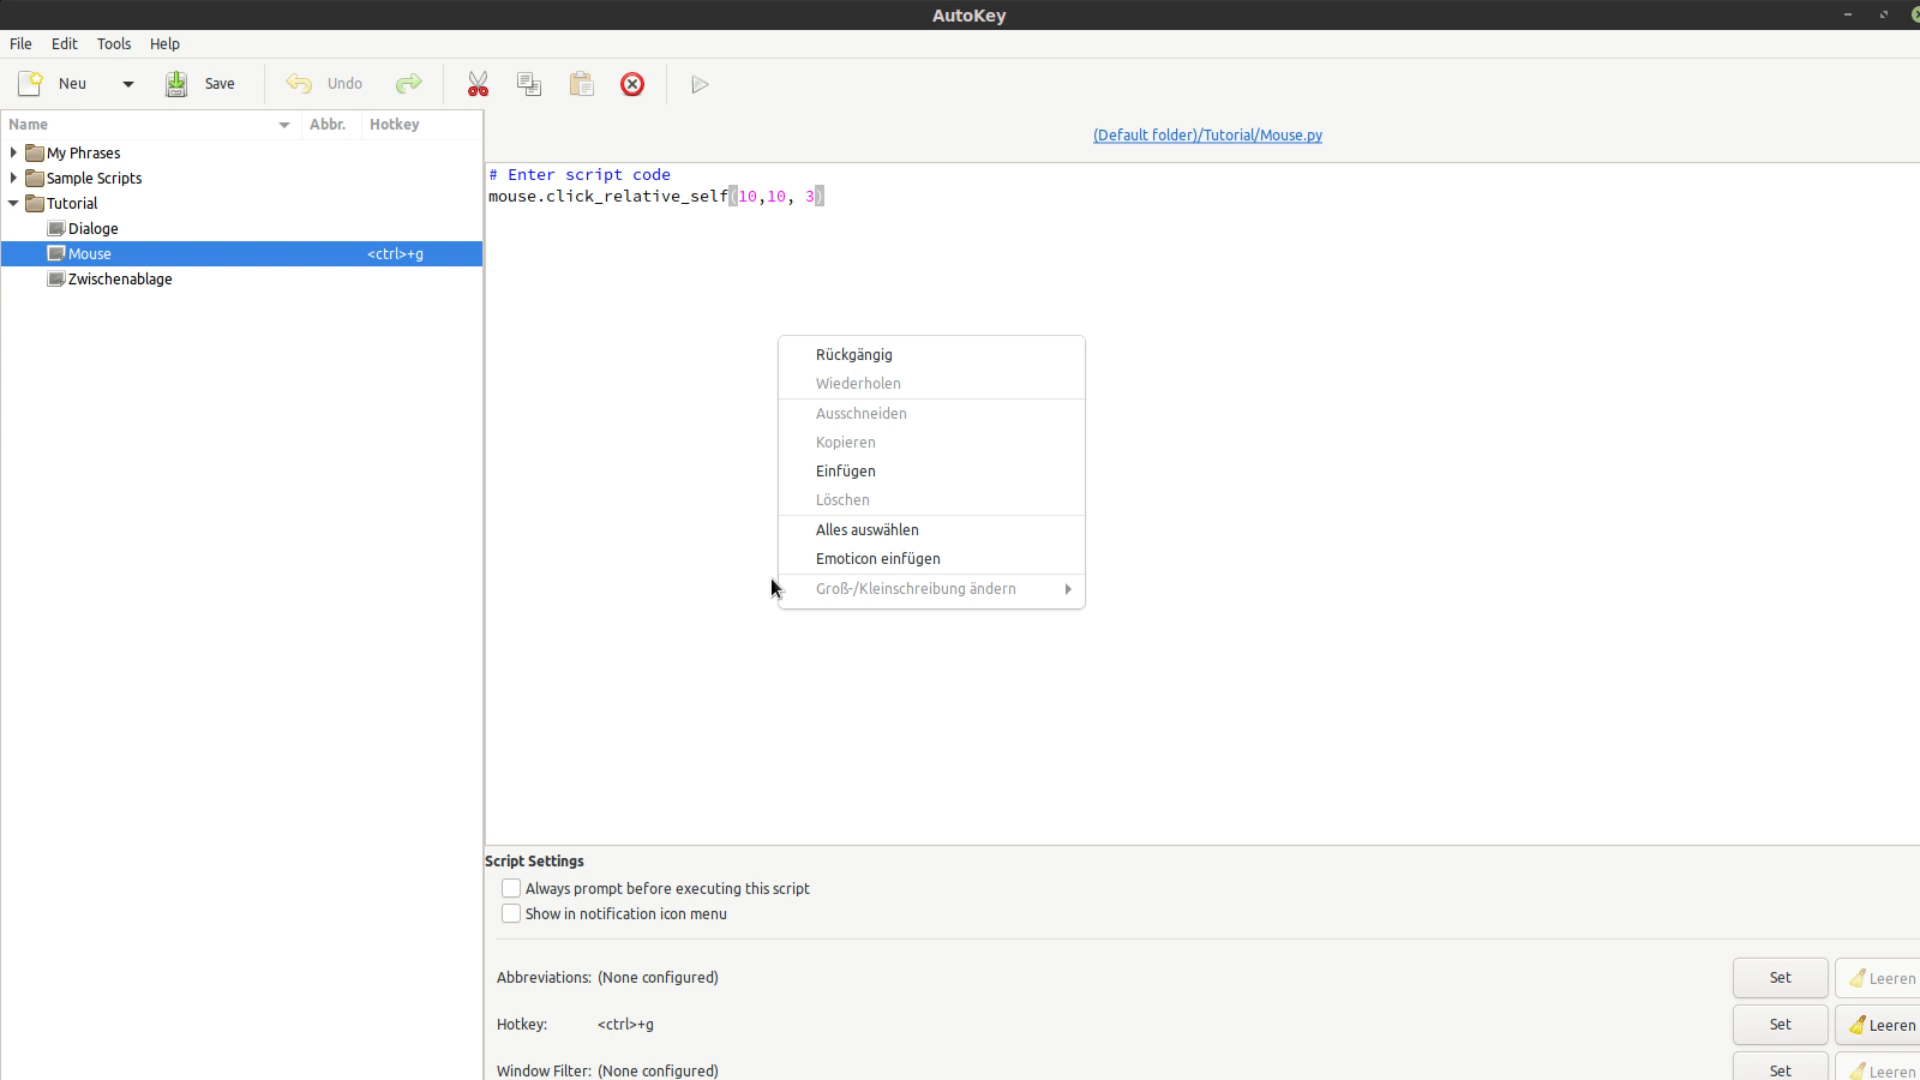 AutoKey
File Edit Tools Help
Neu Save Undo
Name Abbr. Hotkey
My Phrases
Sample Scripts
Tutorial
Dialoge
Mouse <ctrl>+g
Zwischenablage
(Default folder)/Tutorial/Mouse.py
# Enter script code
mouse.click_relative_self(10,10, 3)
Rückgängig
Wiederholen
Ausschneiden
Kopieren
Einfügen
Löschen
Alles auswählen
Emoticon einfügen
Groß-/Kleinschreibung ändern
Script Settings
Always prompt before executing this script
Show in notification icon menu
Abbreviations: (None configured) Set Leeren
Hotkey: <ctrl>+g Set Leeren
Window Filter: (None configured) Set Leeren